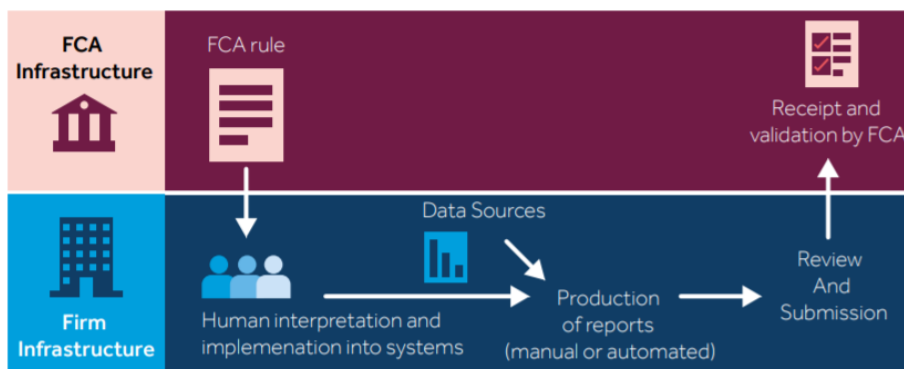 FCA
Infrastructure
FCA rule
Receipt and
validation by FCA
Firm
Infrastructure
Data Sources
Human interpretation and
implemenation into systems
Production
of reports
(manual or automated)
Review
And
Submission